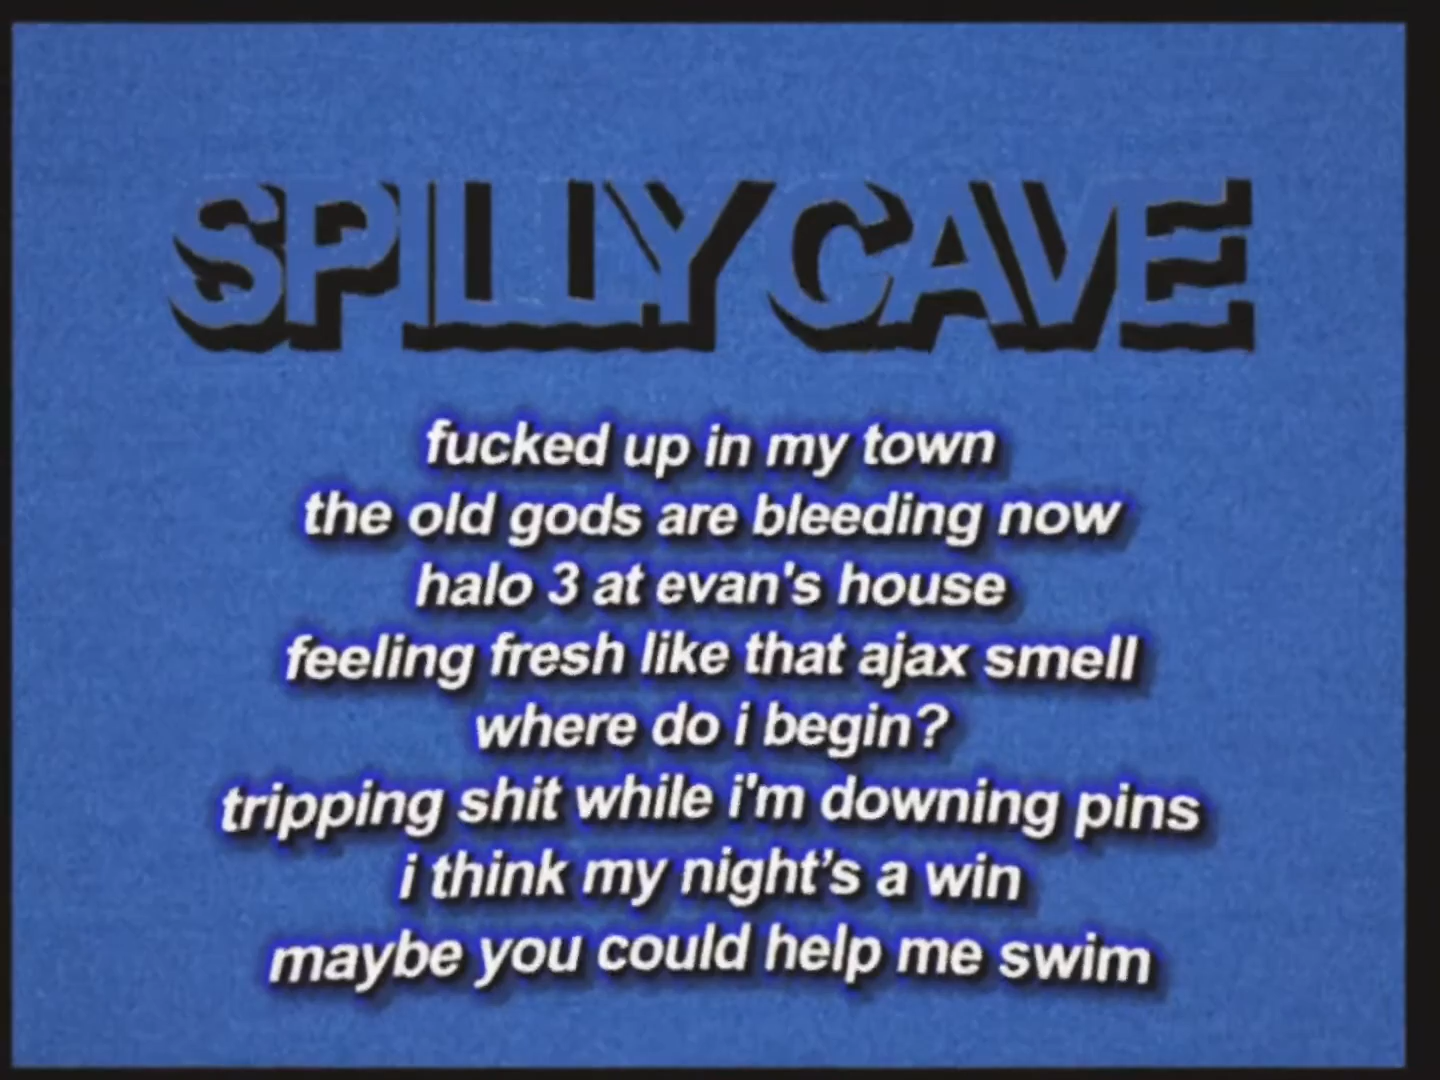 SPILLY CAVE
fucked up in my town
the old gods are bleeding now
halo 3 at evan's house
feeling fresh like that ajax smell
where do i begin?
tripping shit while i'm downing pins
i think my night’s a win
maybe you could help me swim